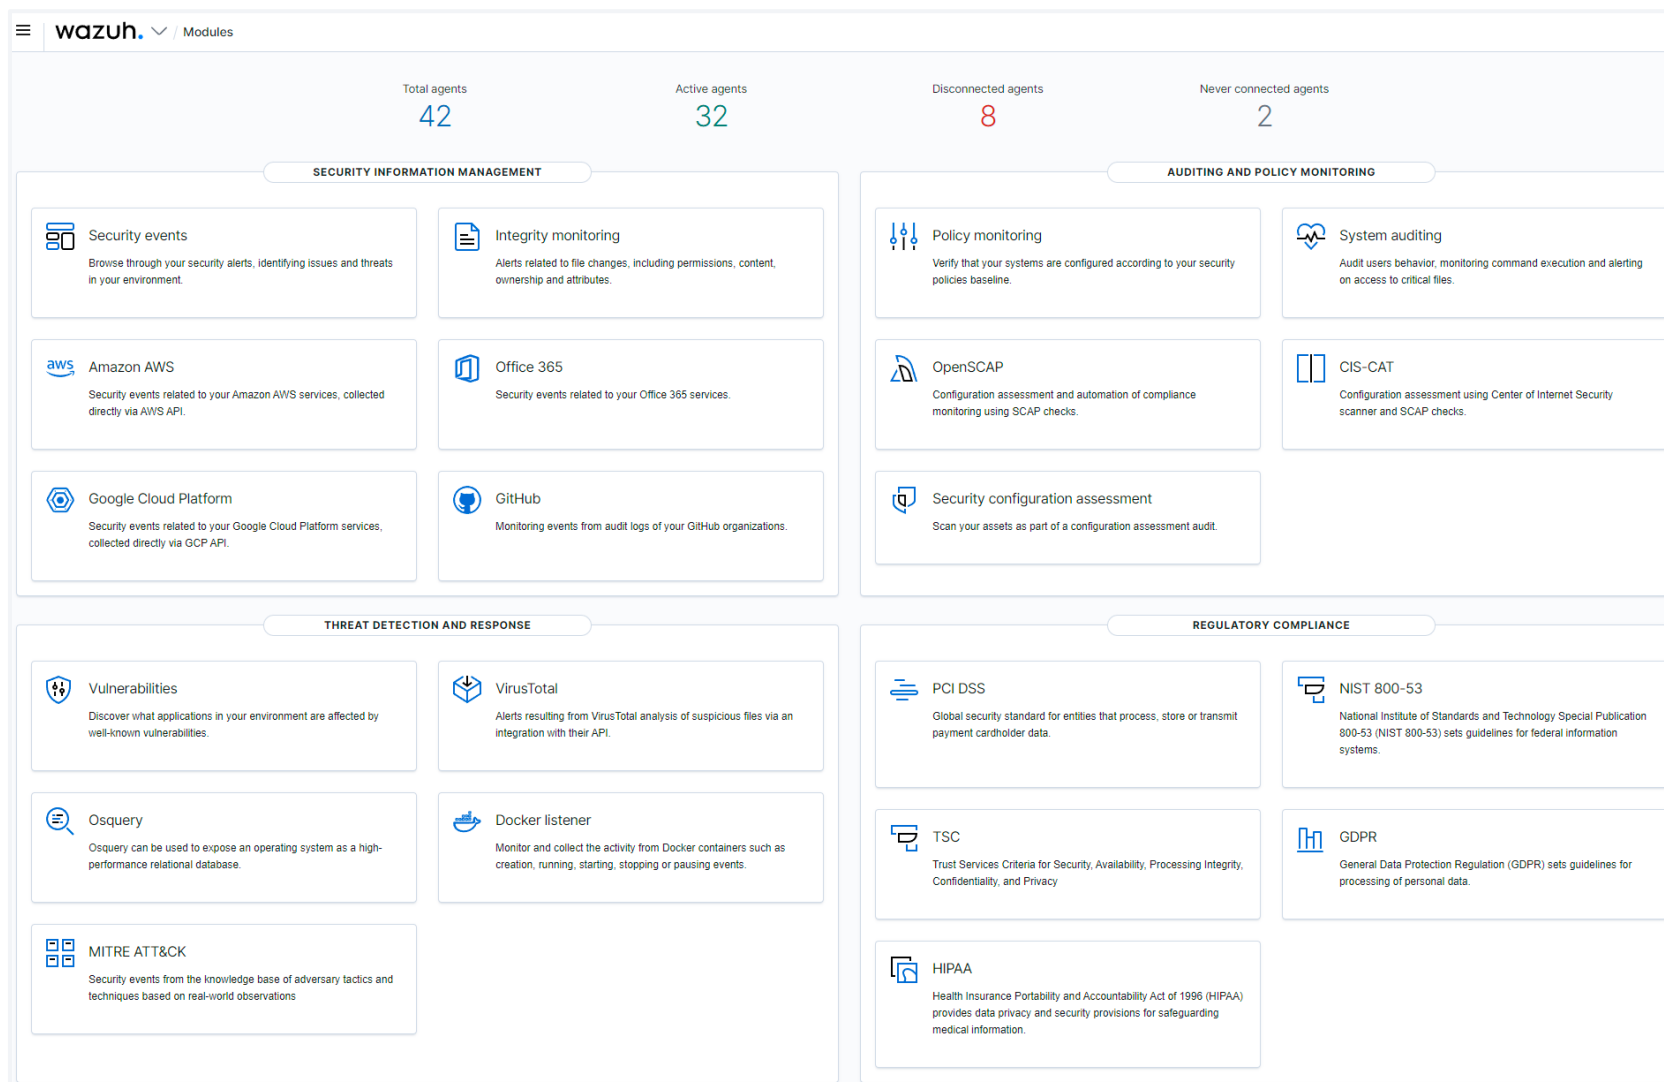 wazuh. / Modules
Total agents
42
Active agents
32
Disconnected agents
8
Never connected agents
2
SECURITY INFORMATION MANAGEMENT
Security events
Browse through your security alerts, identifying issues and threats
in your environment.
Integrity monitoring
Alerts related to file changes, including permissions, content,
ownership and attributes.
aws
Amazon AWS
Security events related to your Amazon AWS services, collected
directly via AWS API.
Office 365
Security events related to your Office 365 services.
Google Cloud Platform
Security events related to your Google Cloud Platform services,
collected directly via GCP API.
GitHub
Monitoring events from audit logs of your GitHub organizations.
AUDITING AND POLICY MONITORING
Policy monitoring
Verify that your systems are configured according to your security
policies baseline.
System auditing
Audit users behavior, monitoring command execution and alerting
on access to critical files.
OpenSCAP
Configuration assessment and automation of compliance
monitoring using SCAP checks.
CIS-CAT
Configuration assessment using Center of Internet Security
scanner and SCAP checks.
Security configuration assessment
Scan your assets as part of a configuration assessment audit.
THREAT DETECTION AND RESPONSE
Vulnerabilities
Discover what applications in your environment are affected by
well-known vulnerabilities.
VirusTotal
Alerts resulting from VirusTotal analysis of suspicious files via an
integration with their API.
Osquery
Osquery can be used to expose an operating system as a high-
performance relational database.
Docker listener
Monitor and collect the activity from Docker containers such as
creation, running, starting, stopping or pausing events.
MITRE ATT&CK
Security events from the knowledge base of adversary tactics and
techniques based on real-world observations
REGULATORY COMPLIANCE
PCI DSS
Global security standard for entities that process, store or transmit
payment cardholder data.
NIST 800-53
National Institute of Standards and Technology Special Publication
800-53 (NIST 800-53) sets guidelines for federal information
systems.
TSC
Trust Services Criteria for Security, Availability, Processing Integrity,
Confidentiality, and Privacy
GDPR
General Data Protection Regulation (GDPR) sets guidelines for
processing of personal data.
HIPAA
Health Insurance Portability and Accountability Act of 1996 (HIPAA)
provides data privacy and security provisions for safeguarding
medical information.